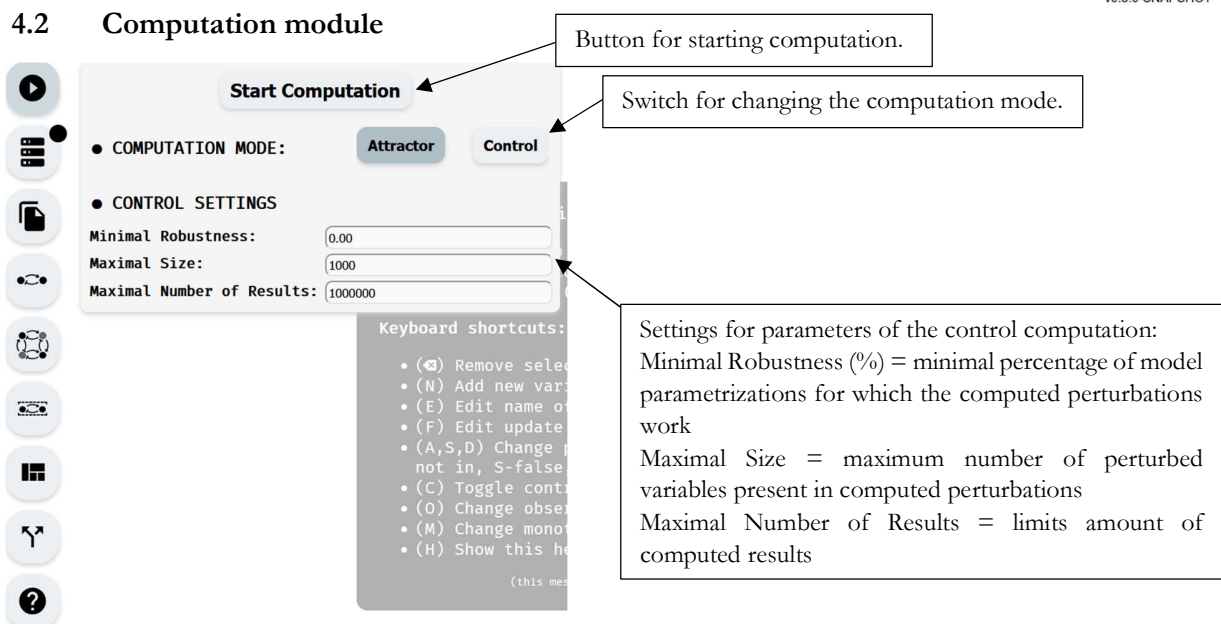 4.2 Computation module
Button for starting computation.
Start Computation
Switch for changing the computation mode.
● COMPUTATION MODE: Attractor Control
● CONTROL SETTINGS
Minimal Robustness: 0.00
Maximal Size: 1000
Maximal Number of Results: 1000000
Settings for parameters of the control computation:
Minimal Robustness (%) = minimal percentage of model
parametrizations for which the computed perturbations
work
Maximal Size = maximum number of perturbed
variables present in computed perturbations
Maximal Number of Results = limits amount of
computed results
Keyboard shortcuts:
• (⌫) Remove selec
• (N) Add new var
• (E) Edit name o
• (F) Edit update
• (A,S,D) Change
not in, S-false
• (C) Toggle cont
• (O) Change obse
• (M) Change monot
• (H) Show this he
(this mes